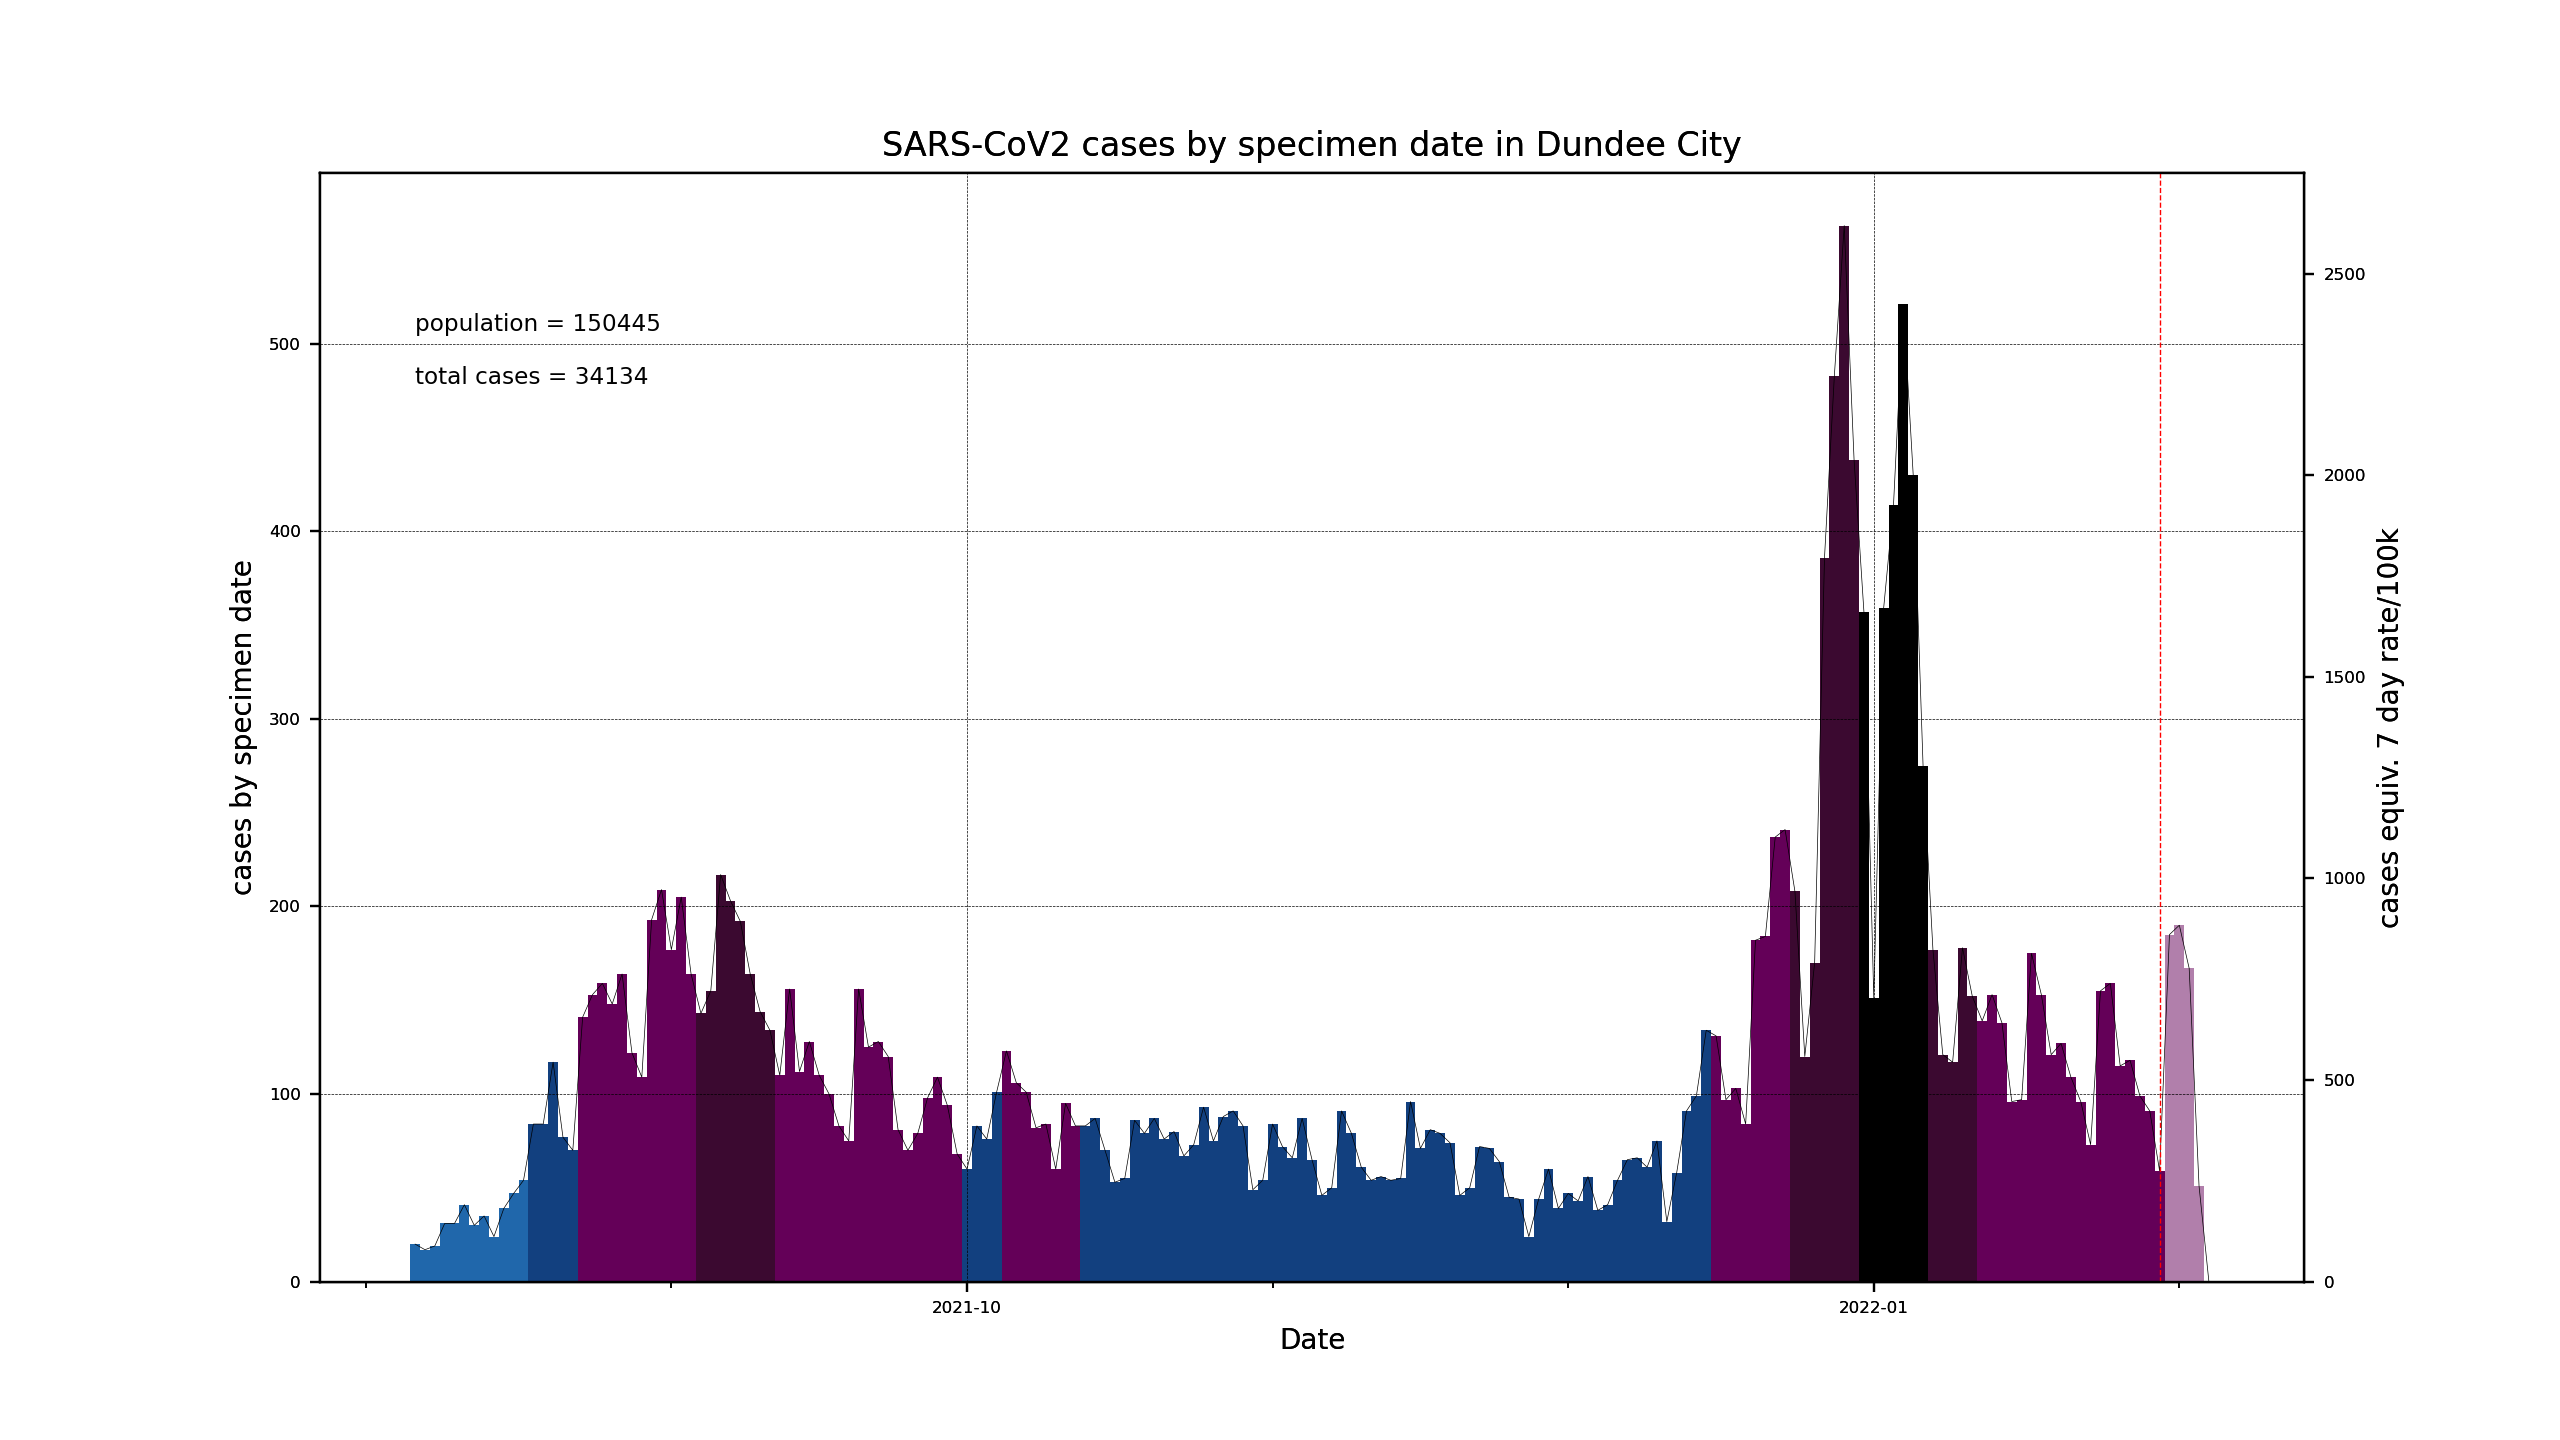 SARS-CoV2 cases by specimen date in Dundee City
population = 150445
total cases = 34134
cases by specimen date
500
400
300
200
100
0
2500
2000
1500
1000
500
0
cases equiv. 7 day rate/100k
2021-10
2022-01
Date